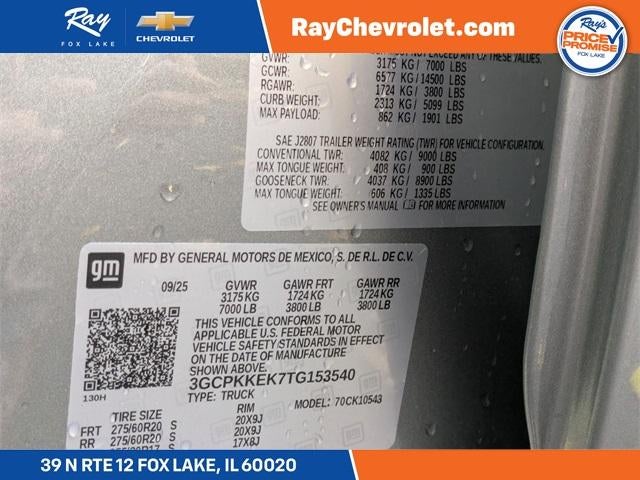 Ray
FOX LAKE
CHEVROLET
RayChevrolet.com
Ray's
PRICE
PROMISE
FOX LAKE
GVWR: 3175 KG/ 7000 LBS
GCWR: 6577 KG/ 14500 LBS
RGAWR: 1724 KG/ 3800 LBS
CURB WEIGHT: 2313 KG/ 5099 LBS
MAX PAYLOAD: 862 KG/ 1901 LBS
SAE J2807 TRAILER WEIGHT RATING (TWR) FOR VEHICLE CONFIGURATION.
CONVENTIONAL TWR: 4082 KG/ 9000 LBS
MAX TONGUE WEIGHT: 408 KG/ 900 LBS
GOOSENECK TWR: 4037 KG/ 8900 LBS
MAX TONGUE WEIGHT: 606 KG/ 1335 LBS
SEE OWNER'S MANUAL FOR MORE INFORMATION
gm
MFD BY GENERAL MOTORS DE MEXICO, S. DE R.L. DE C.V.
09/25 GVWR GAWR FRT GAWR RR
3175 KG 1724 KG 1724 KG
7000 LB 3800 LB 3800 LB
THIS VEHICLE CONFORMS TO ALL
APPLICABLE U.S. FEDERAL MOTOR
VEHICLE SAFETY STANDARDS IN EFFECT
ON THE DATE OF MANUFACTURE
SHOWN ABOVE.
3GCPKKEK7TG153540
130H
TYPE: TRUCK MODEL: 70CK10543
TIRE SIZE RIM
FRT 275/60R20 S 20X9J
RR 275/60R20 S 20X9J
17X8J
39 N RTE 12 FOX LAKE, IL 60020